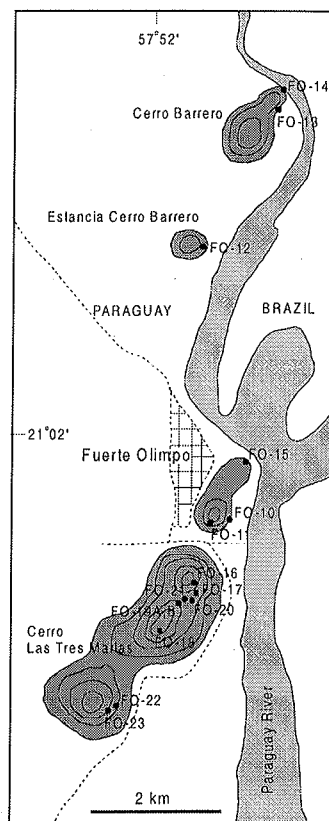 57°52'
FO-14
FO-13
Cerro Barrero
Estancia Cerro Barrero
FO-12
PARAGUAY
BRAZIL
21°02'
Fuerte Olimpo
FO-15
FO-10
FO-11
FO-16
FO-17
FO-20
Cerro
Las Tres Marias
FO-22
FO-23
Paraguay River
2 km